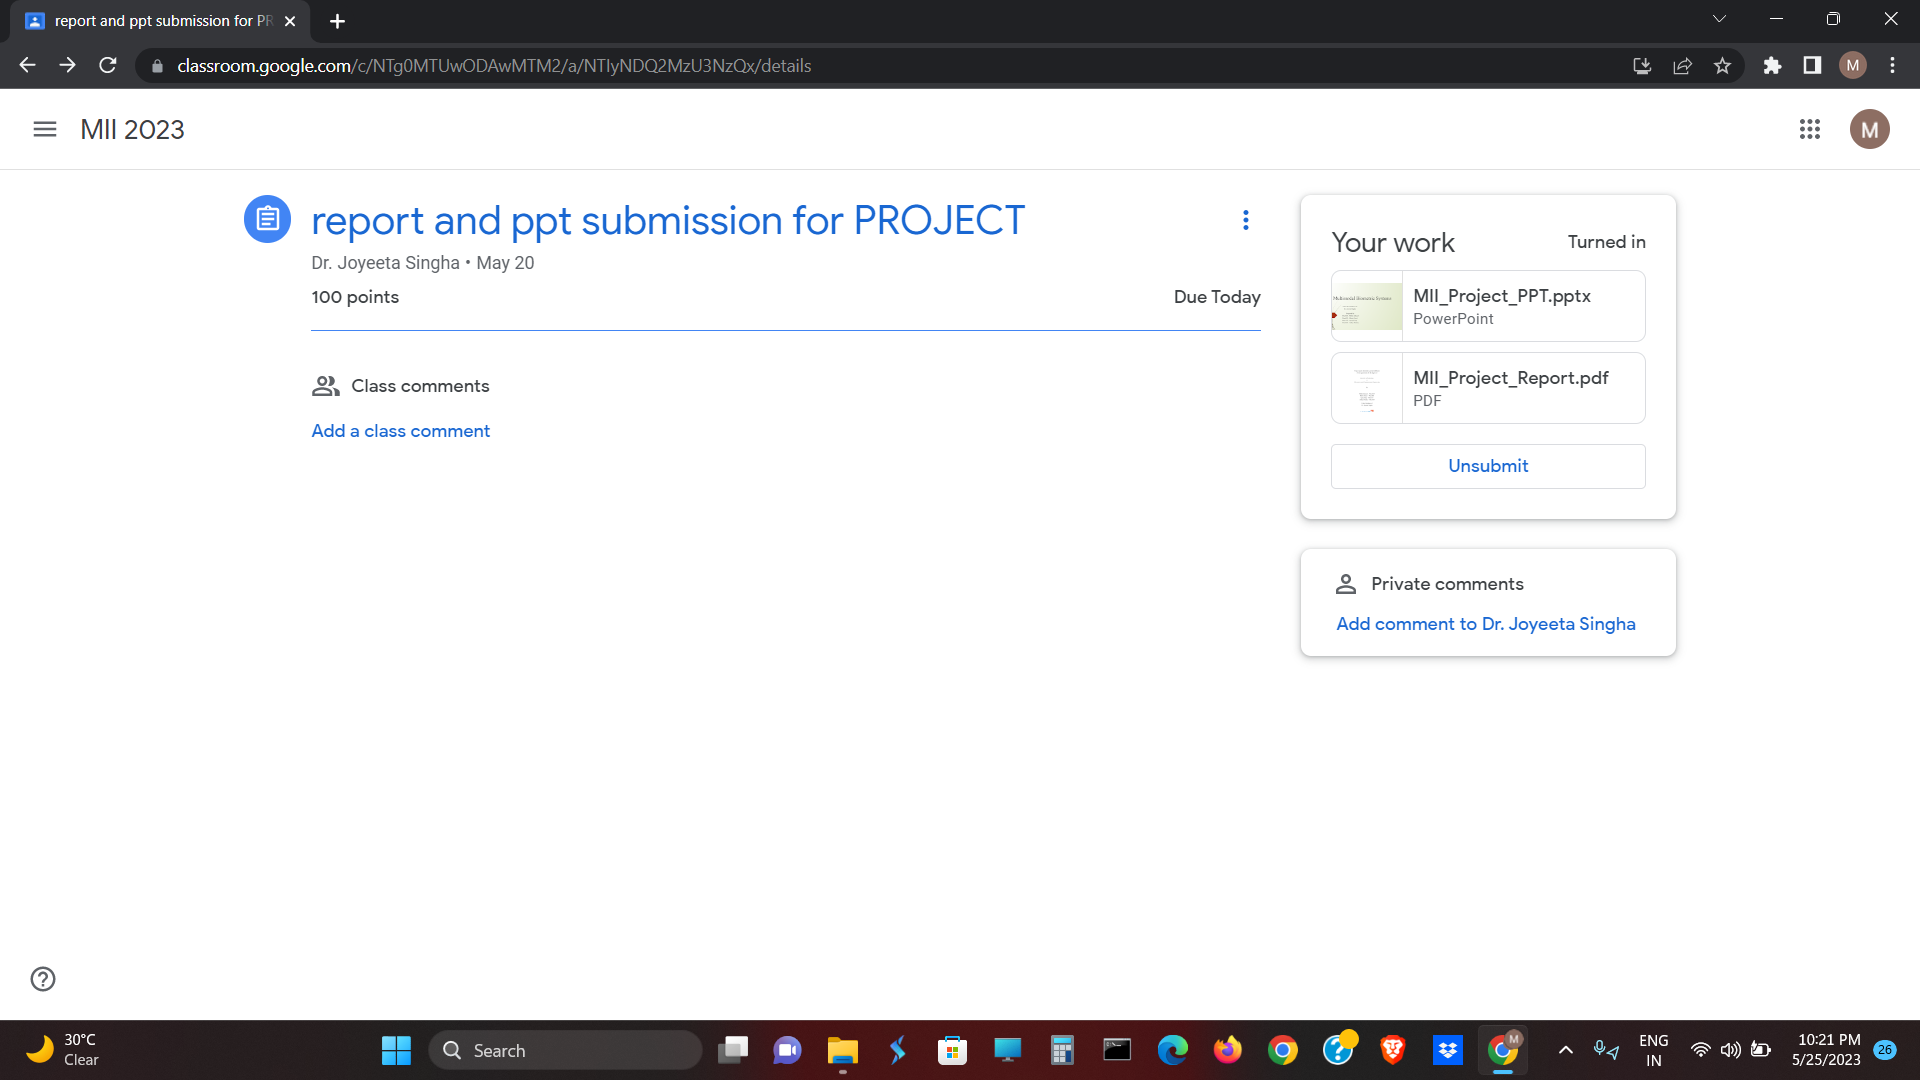 report and ppt submission for PR
classroom.google.com/c/NTg0MTUwODAwMTM2/a/NTIyNDQ2MzU3NzQx/details
M
MII 2023
M
report and ppt submission for PROJECT
Dr. Joyeeta Singha • May 20
100 points
Due Today
Class comments
Add a class comment
Your work
Turned in
Multimodal Biometric Systems
MII_Project_PPT.pptx
PowerPoint
MII_Project_Report.pdf
PDF
Unsubmit
Private comments
Add comment to Dr. Joyeeta Singha
30°C
Clear
Search
M
ENG
IN
10:21 PM
5/25/2023
26